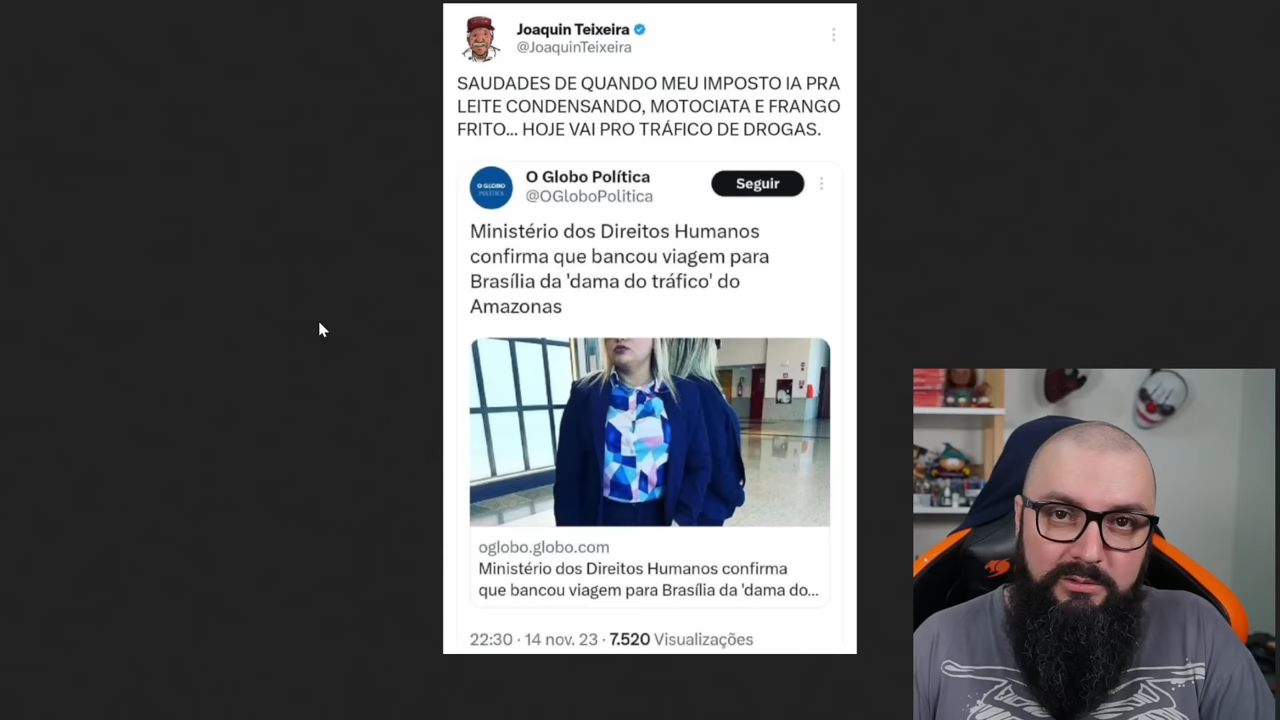 Joaquin Teixeira
@JoaquinTeixeira
SAUDADES DE QUANDO MEU IMPOSTO IA PRA
LEITE CONDENSANDO, MOTOCIATA E FRANGO
FRITO... HOJE VAI PRO TRÁFICO DE DROGAS.
O GLOBO
POLÍTICA
O Globo Política
@OGloboPolitica
Seguir
Ministério dos Direitos Humanos
confirma que bancou viagem para
Brasília da 'dama do tráfico' do
Amazonas
oglobo.globo.com
Ministério dos Direitos Humanos confirma
que bancou viagem para Brasília da 'dama do...
22:30 · 14 nov. 23 · 7.520 Visualizações